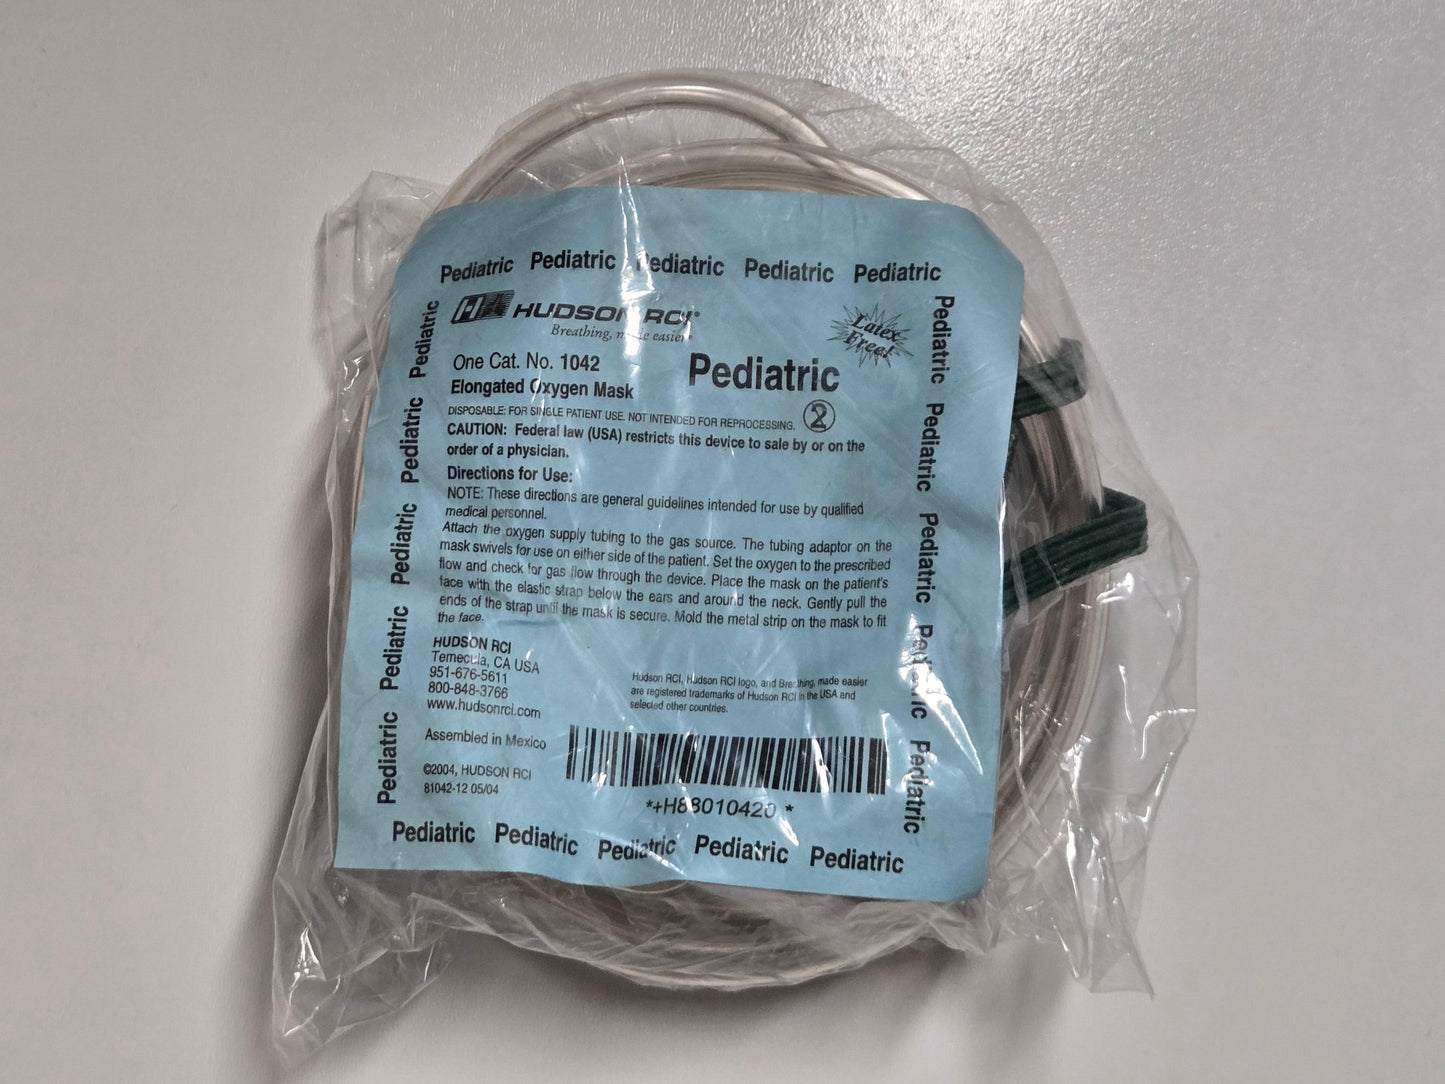 Pediatric Pediatric Pediatric Pediatric Pediatric
HUDSON RCI®
Breathing, made easier.
Latex
Free!
One Cat. No. 1042
Pediatric
Elongated Oxygen Mask
DISPOSABLE: FOR SINGLE PATIENT USE. NOT INTENDED FOR REPROCESSING. 2
CAUTION: Federal law (USA) restricts this device to sale by or on the
order of a physician.
Directions for Use:
NOTE: These directions are general guidelines intended for use by qualified
medical personnel.
Attach the oxygen supply tubing to the gas source. The tubing adaptor on the
mask swivels for use on either side of the patient. Set the oxygen to the prescribed
flow and check for gas flow through the device. Place the mask on the patient's
face with the elastic strap below the ears and around the neck. Gently pull the
ends of the strap until the mask is secure. Mold the metal strip on the mask to fit
the face.
HUDSON RCI
Temecula, CA USA
951-676-5611
800-848-3766
www.hudsonrci.com
Hudson RCI, Hudson RCI logo, and Breathing, made easier
are registered trademarks of Hudson RCI in the USA and
selected other countries.
Assembled in Mexico
©2004, HUDSON RCI
81042-12 05/04
*+H88010420*
Pediatric Pediatric Pediatric Pediatric Pediatric
Pediatric Pediatric Pediatric Pediatric Pediatric
Pediatric Pediatric Pediatric Pediatric Pediatric